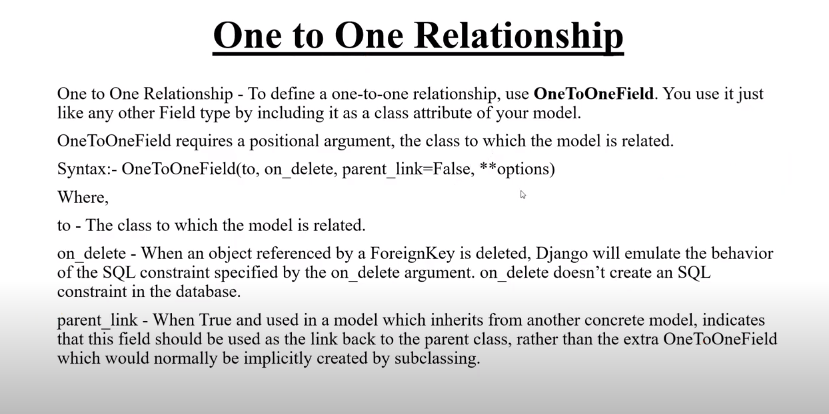 One to One Relationship
One to One Relationship - To define a one-to-one relationship, use OneToOneField. You use it just
like any other Field type by including it as a class attribute of your model.
OneToOneField requires a positional argument, the class to which the model is related.
Syntax:- OneToOneField(to, on_delete, parent_link=False, **options)
Where,
to - The class to which the model is related.
on_delete - When an object referenced by a ForeignKey is deleted, Django will emulate the behavior
of the SQL constraint specified by the on_delete argument. on_delete doesn’t create an SQL
constraint in the database.
parent_link - When True and used in a model which inherits from another concrete model, indicates
that this field should be used as the link back to the parent class, rather than the extra OneToOneField
which would normally be implicitly created by subclassing.